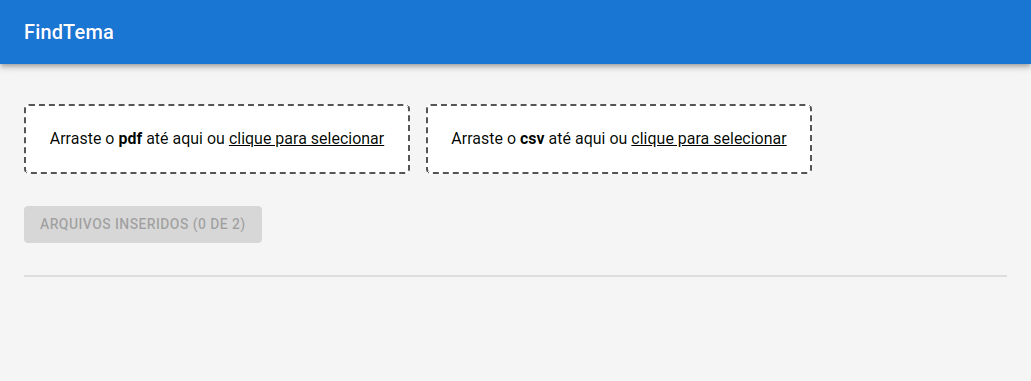 FindTema
Arraste o pdf até aqui ou clique para selecionar
Arraste o csv até aqui ou clique para selecionar
ARQUIVOS INSERIDOS (0 DE 2)